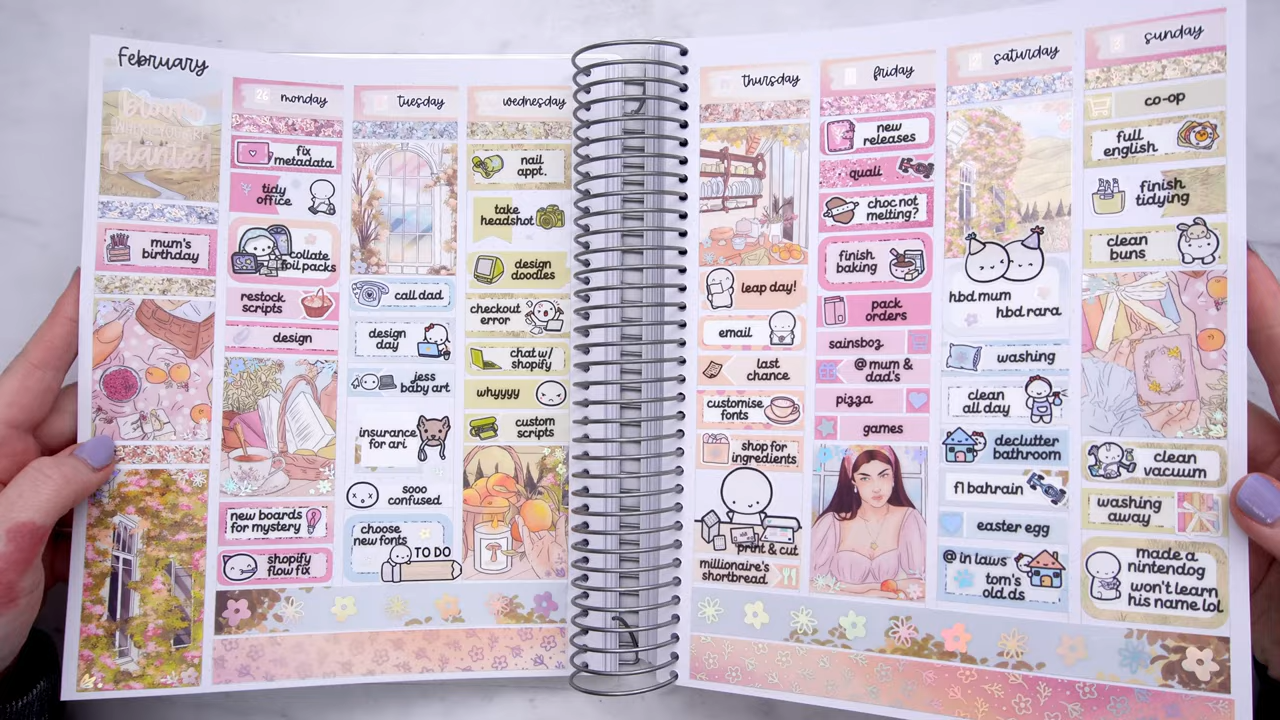 February
bloom
where you are
planted
mum's
birthday
26 monday
fix
metadata
tidy
office
collate
foil packs
restock
scripts
design
new boards
for mystery
shopify
flow fix
tuesday
call dad
design
day
jess
baby art
insurance
for ari
sooo
confused
choose
new fonts
TO DO
wednesday
nail
appt.
take
headshot
design
doodles
checkout
error
chat w/
shopify
whyyyy
custom
scripts
thursday
leap day!
email
last
chance
customise
fonts
shop for
ingredients
print & cut
millionaire's
shortbread
friday
new
releases
quali
choc not
melting?
finish
baking
pack
orders
sainsboz
@ mum &
dad's
pizza
games
saturday
hbd mum
hbd rara
washing
clean
all day
declutter
bathroom
f1 bahrain
easter egg
@ in laws
tom's
old ds
sunday
co-op
full
english
finish
tidying
clean
buns
clean
vacuum
washing
away
made a
nintendog
won't learn
his name lol